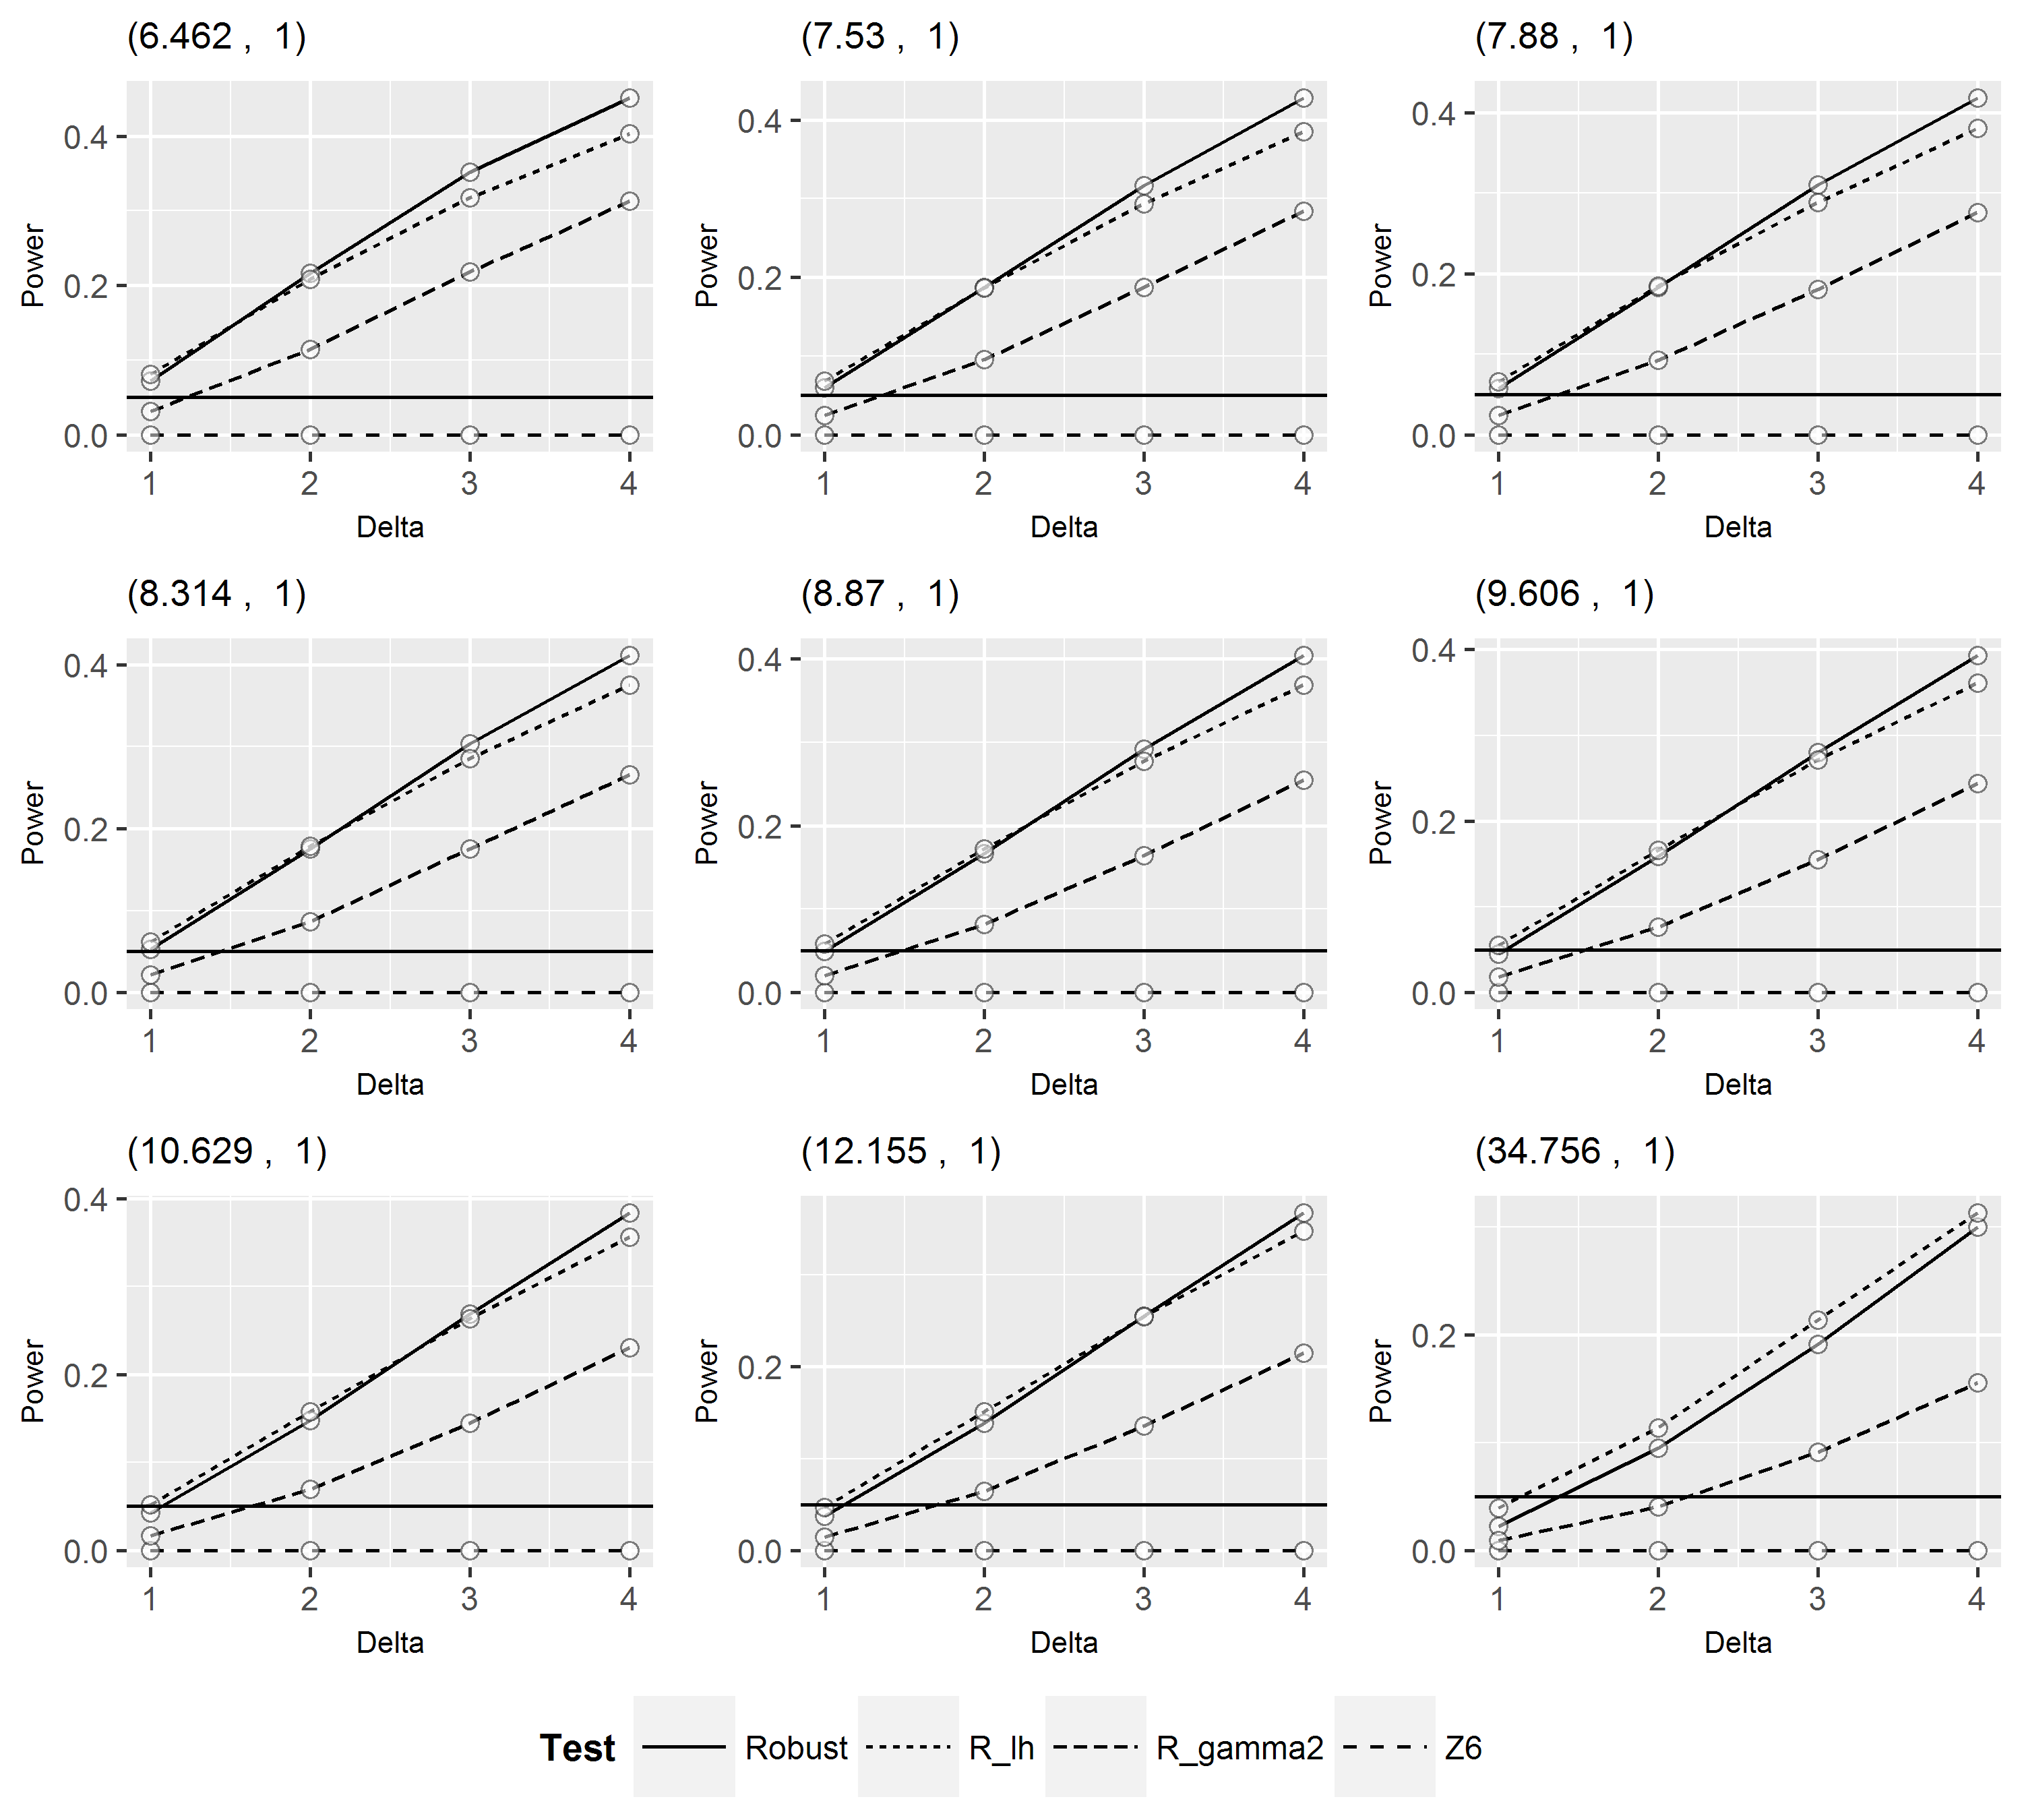 (6.462 ,  1)
(7.53 ,  1)
(7.88 ,  1)
Power
0.4
0.2
0.0
1 2 3 4
Delta
Power
0.4
0.2
0.0
1 2 3 4
Delta
Power
0.4
0.2
0.0
1 2 3 4
Delta
(8.314 ,  1)
(8.87 ,  1)
(9.606 ,  1)
Power
0.4
0.2
0.0
1 2 3 4
Delta
Power
0.4
0.2
0.0
1 2 3 4
Delta
Power
0.4
0.2
0.0
1 2 3 4
Delta
(10.629 ,  1)
(12.155 ,  1)
(34.756 ,  1)
Power
0.4
0.2
0.0
1 2 3 4
Delta
Power
0.2
0.0
1 2 3 4
Delta
Power
0.2
0.0
1 2 3 4
Delta
Test Robust R_lh R_gamma2 Z6